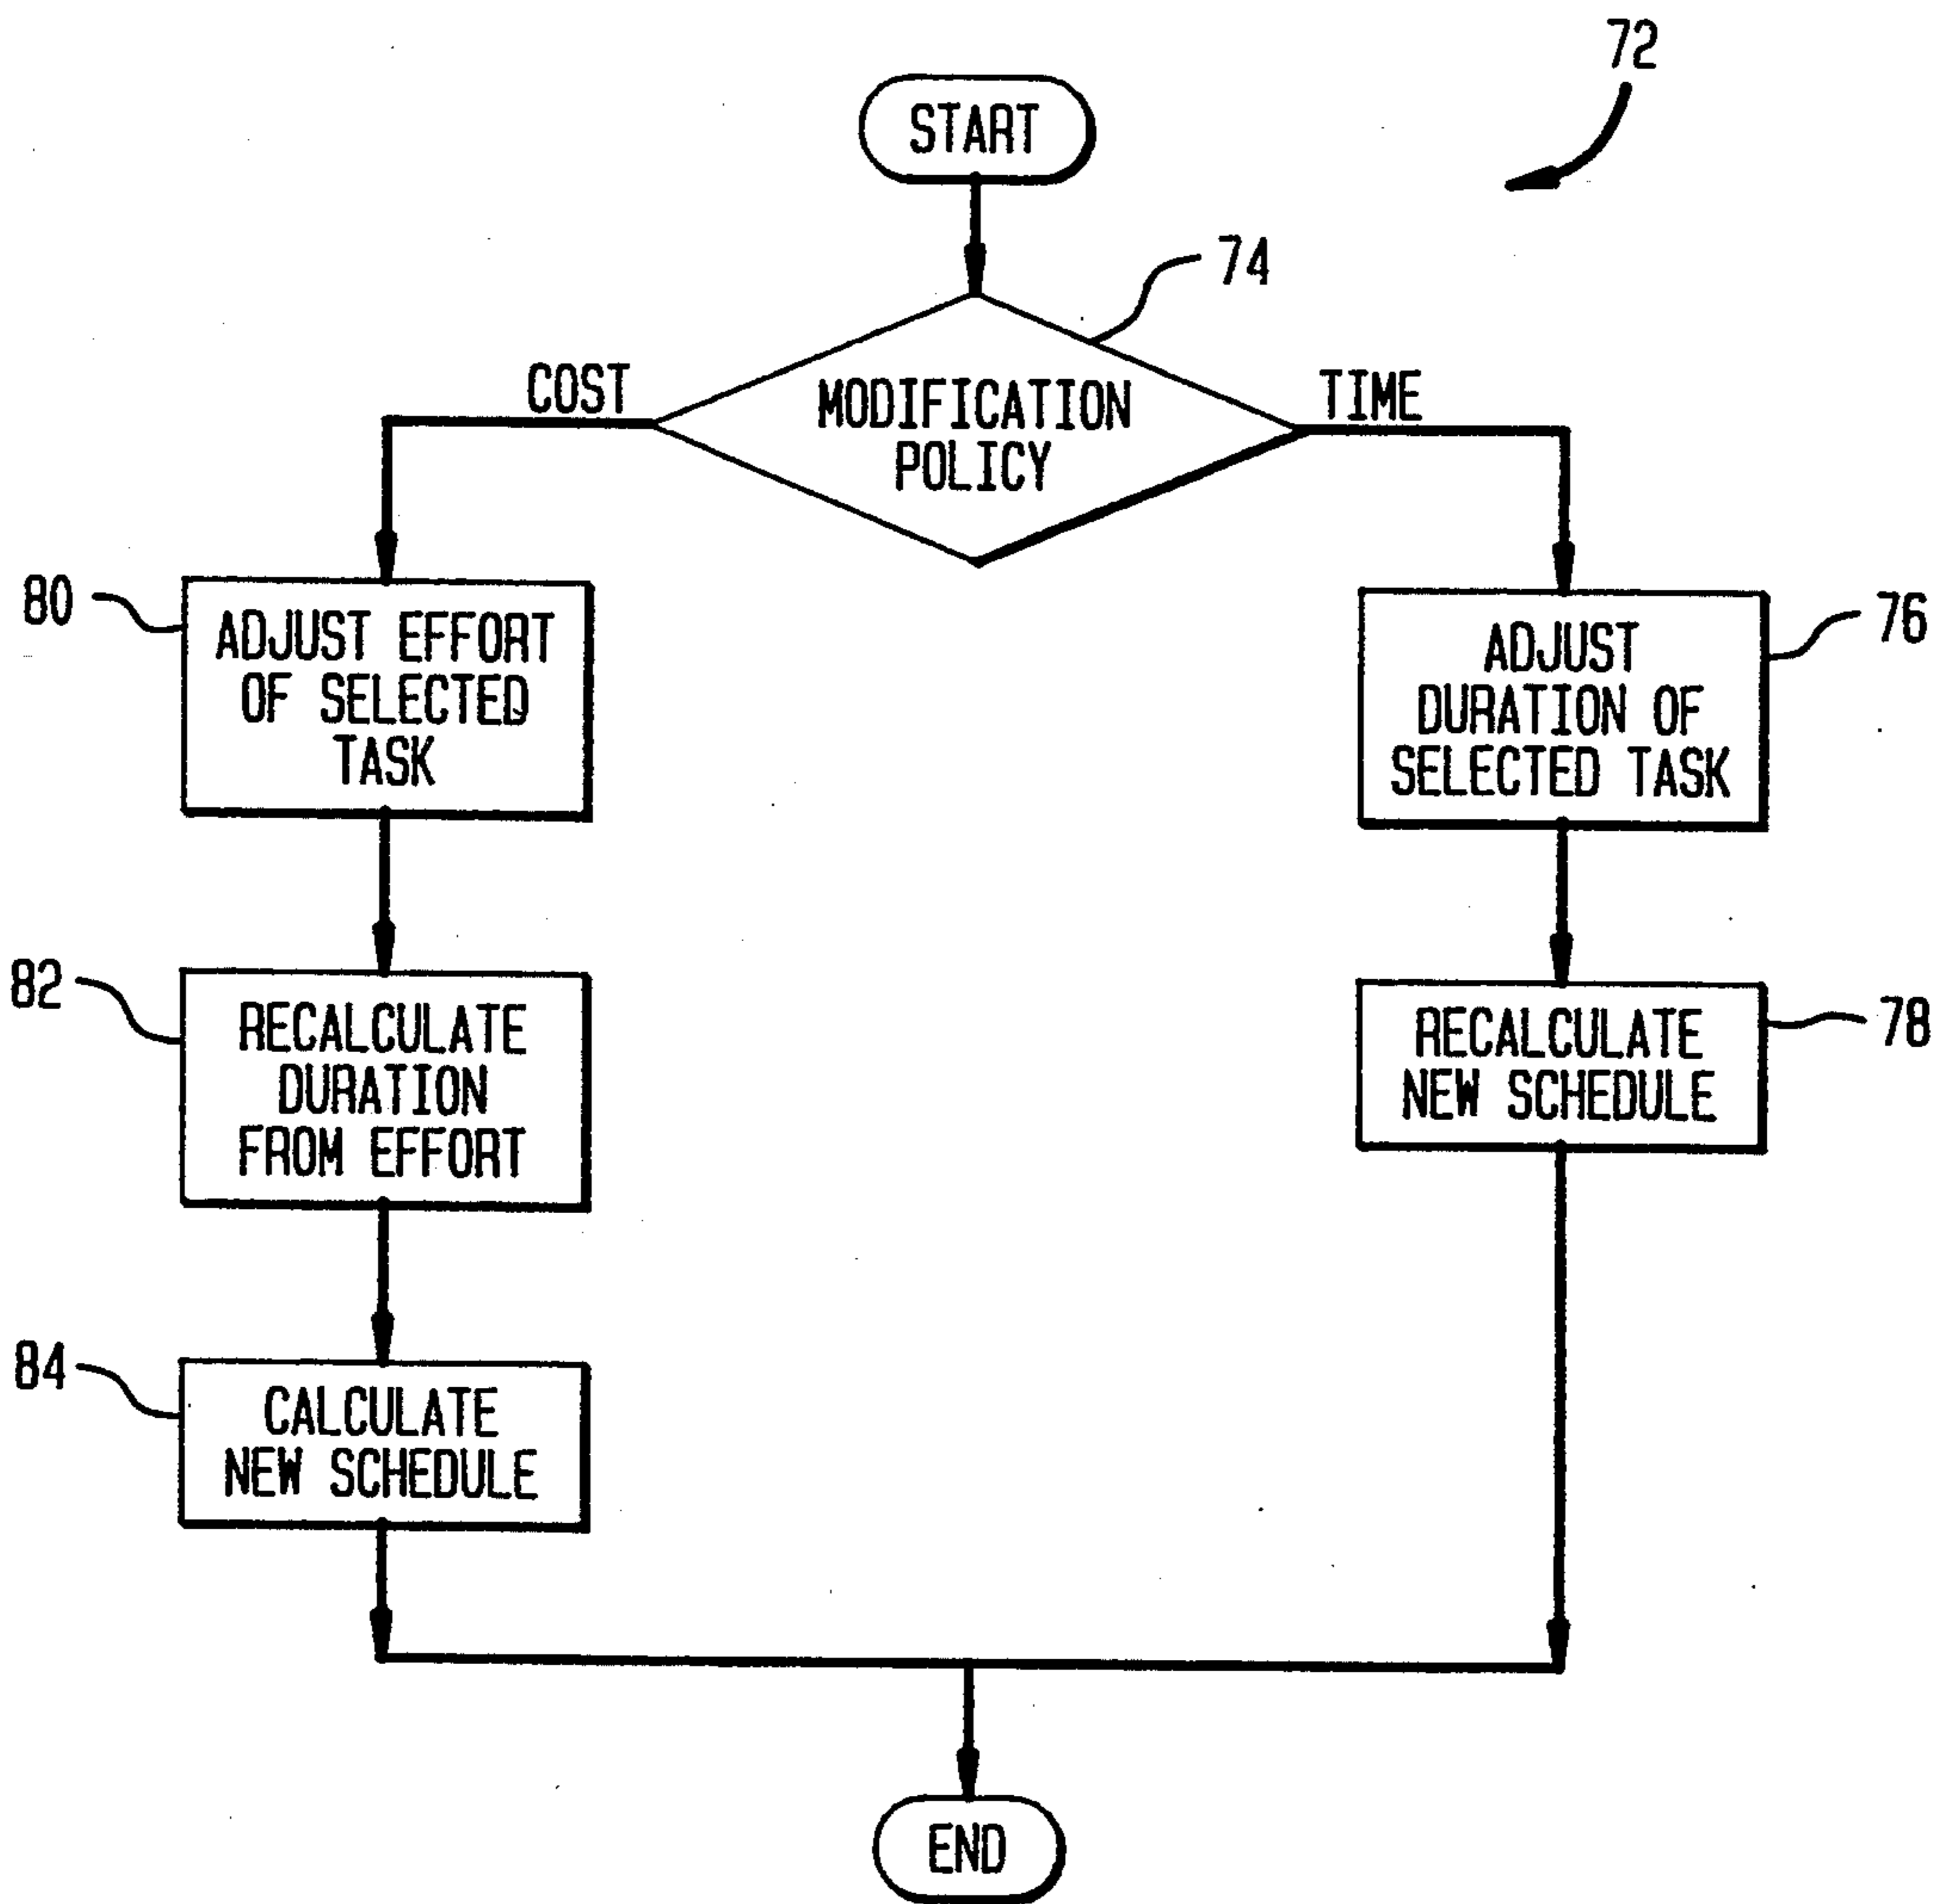 72
START
74
COST
MODIFICATION
POLICY
TIME
80
ADJUST EFFORT
OF SELECTED
TASK
76
ADJUST
DURATION OF
SELECTED TASK
82
RECALCULATE
DURATION
FROM EFFORT
78
RECALCULATE
NEW SCHEDULE
84
CALCULATE
NEW SCHEDULE
END